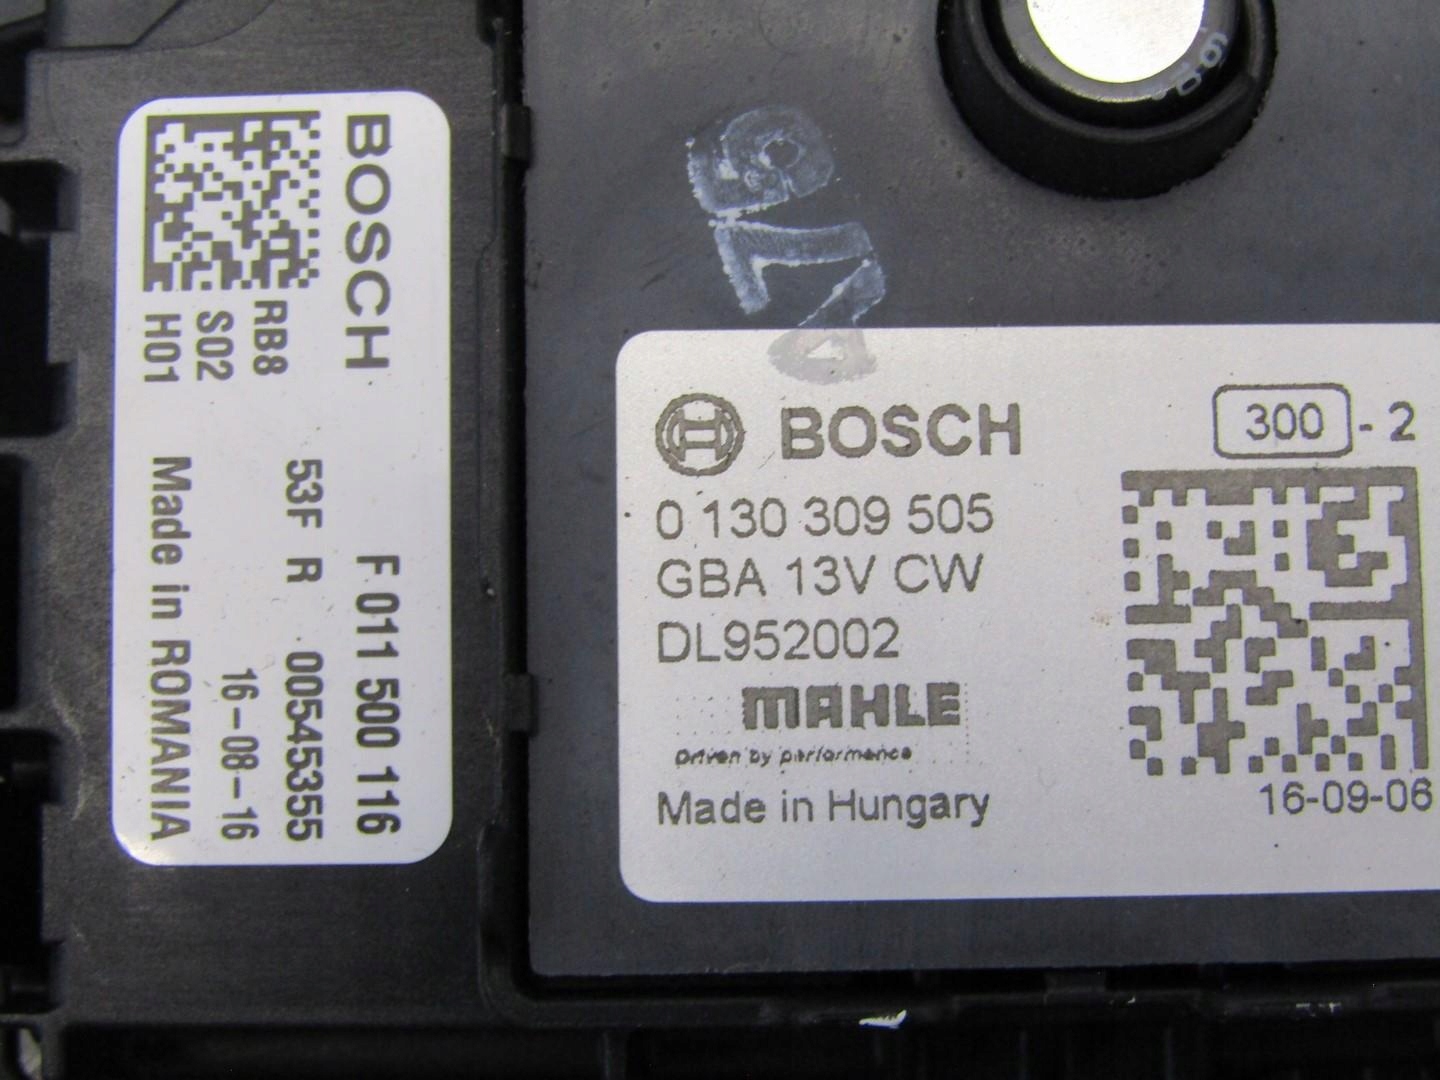 BOSCH
F 011 500 116
RB8 53F R 00545355
S02 16-08-16
H01 Made in ROMANIA
BOSCH
300 - 2
0 130 309 505
GBA 13V CW
DL952002
MAHLE
Driven by performance
Made in Hungary
16-09-06